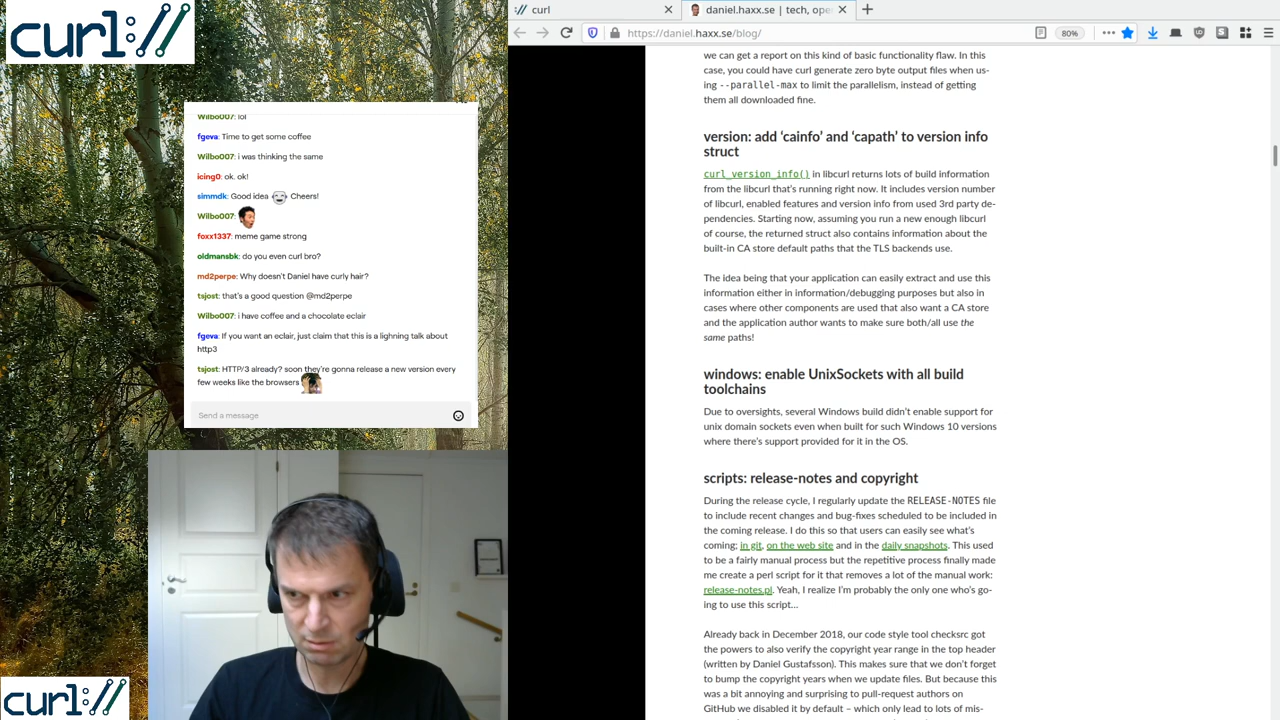 curl://
Wilbo007: lol
fgeva: Time to get some coffee
Wilbo007: i was thinking the same
icing0: ok. ok!
simmdk: Good idea Cheers!
Wilbo007:
foxx1337: meme game strong
oldmansbk: do you even curl bro?
md2perpe: Why doesn't Daniel have curly hair?
tsjost: that's a good question @md2perpe
Wilbo007: i have coffee and a chocolate eclair
fgeva: If you want an eclair, just claim that this is a lighning talk about
http3
tsjost: HTTP/3 already? soon they're gonna release a new version every
few weeks like the browsers
Send a message
curl://
curl
daniel.haxx.se | tech, ope
https://daniel.haxx.se/blog/
80%
we can get a report on this kind of basic functionality flaw. In this
case, you could have curl generate zero byte output files when us-
ing --parallel-max to limit the parallelism, instead of getting
them all downloaded fine.
version: add ‘cainfo’ and ‘capath’ to version info
struct
curl_version_info() in libcurl returns lots of build information
from the libcurl that's running right now. It includes version number
of libcurl, enabled features and version info from used 3rd party de-
pendencies. Starting now, assuming you run a new enough libcurl
of course, the returned struct also contains information about the
built-in CA store default paths that the TLS backends use.
The idea being that your application can easily extract and use this
information either in information/debugging purposes but also in
cases where other components are used that also want a CA store
and the application author wants to make sure both/all use the
same paths!
windows: enable UnixSockets with all build
toolchains
Due to oversights, several Windows build didn't enable support for
unix domain sockets even when built for such Windows 10 versions
where there's support provided for it in the OS.
scripts: release-notes and copyright
During the release cycle, I regularly update the RELEASE-NOTES file
to include recent changes and bug-fixes scheduled to be included in
the coming release. I do this so that users can easily see what's
coming; in git, on the web site and in the daily snapshots. This used
to be a fairly manual process but the repetitive process finally made
me create a perl script for it that removes a lot of the manual work:
release-notes.pl. Yeah, I realize I'm probably the only one who's go-
ing to use this script…
Already back in December 2018, our code style tool checksrc got
the powers to also verify the copyright year range in the top header
(written by Daniel Gustafsson). This makes sure that we don't forget
to bump the copyright years when we update files. But because this
was a bit annoying and surprising to pull-request authors on
GitHub we disabled it by default – which only lead to lots of mis-